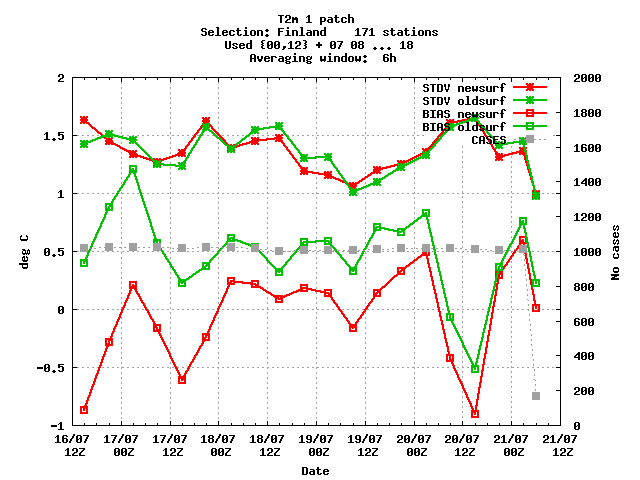 T2m 1 patch
Selection: Finland 171 stations
Used {00,12} + 07 08 ... 18
Averaging window: 6h
STDV newsurf
STDV oldsurf
BIAS newsurf
BIAS oldsurf
CASES
2
1.5
1
0.5
0
-0.5
-1
deg C
2000
1800
1600
1400
1200
1000
800
600
400
200
0
No cases
16/07 17/07 17/07 18/07 18/07 19/07 19/07 20/07 20/07 21/07 21/07
12Z 00Z 12Z 00Z 12Z 00Z 12Z 00Z 12Z 00Z 12Z
Date